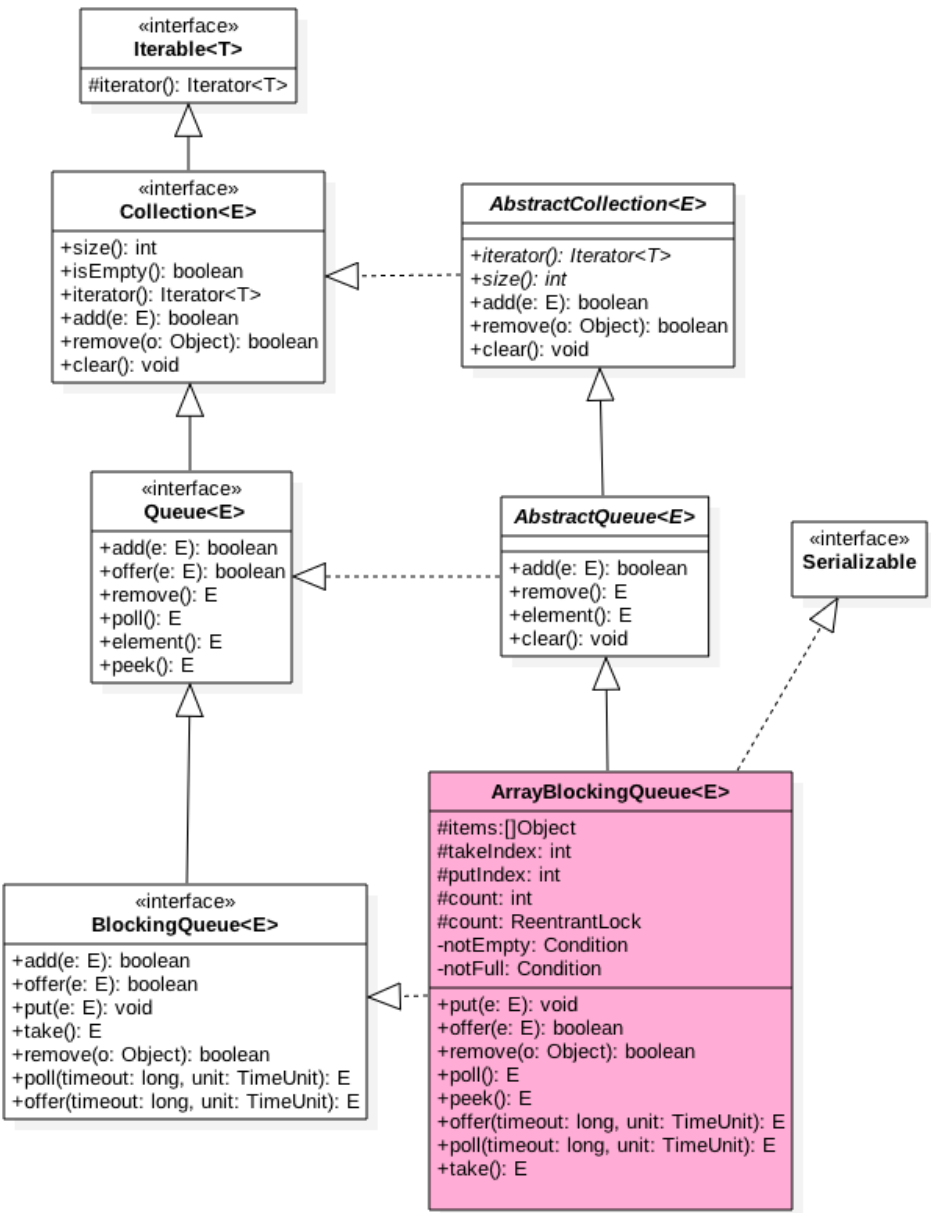 «interface»
Iterable<T>
#iterator(): Iterator<T>
«interface»
Collection<E>
+size(): int
+isEmpty(): boolean
+iterator(): Iterator<T>
+add(e: E): boolean
+remove(o: Object): boolean
+clear(): void
AbstractCollection<E>
+iterator(): Iterator<T>
+size(): int
+add(e: E): boolean
+remove(o: Object): boolean
+clear(): void
«interface»
Queue<E>
+add(e: E): boolean
+offer(e: E): boolean
+remove(): E
+poll(): E
+element(): E
+peek(): E
AbstractQueue<E>
+add(e: E): boolean
+remove(): E
+element(): E
+clear(): void
«interface»
Serializable
«interface»
BlockingQueue<E>
+add(e: E): boolean
+offer(e: E): boolean
+put(e: E): void
+take(): E
+remove(o: Object): boolean
+poll(timeout: long, unit: TimeUnit): E
+offer(timeout: long, unit: TimeUnit): E
ArrayBlockingQueue<E>
#items:[]Object
#takeIndex: int
#putIndex: int
#count: int
#count: ReentrantLock
-notEmpty: Condition
-notFull: Condition
+put(e: E): void
+offer(e: E): boolean
+remove(o: Object): boolean
+poll(): E
+peek(): E
+offer(timeout: long, unit: TimeUnit): E
+poll(timeout: long, unit: TimeUnit): E
+take(): E